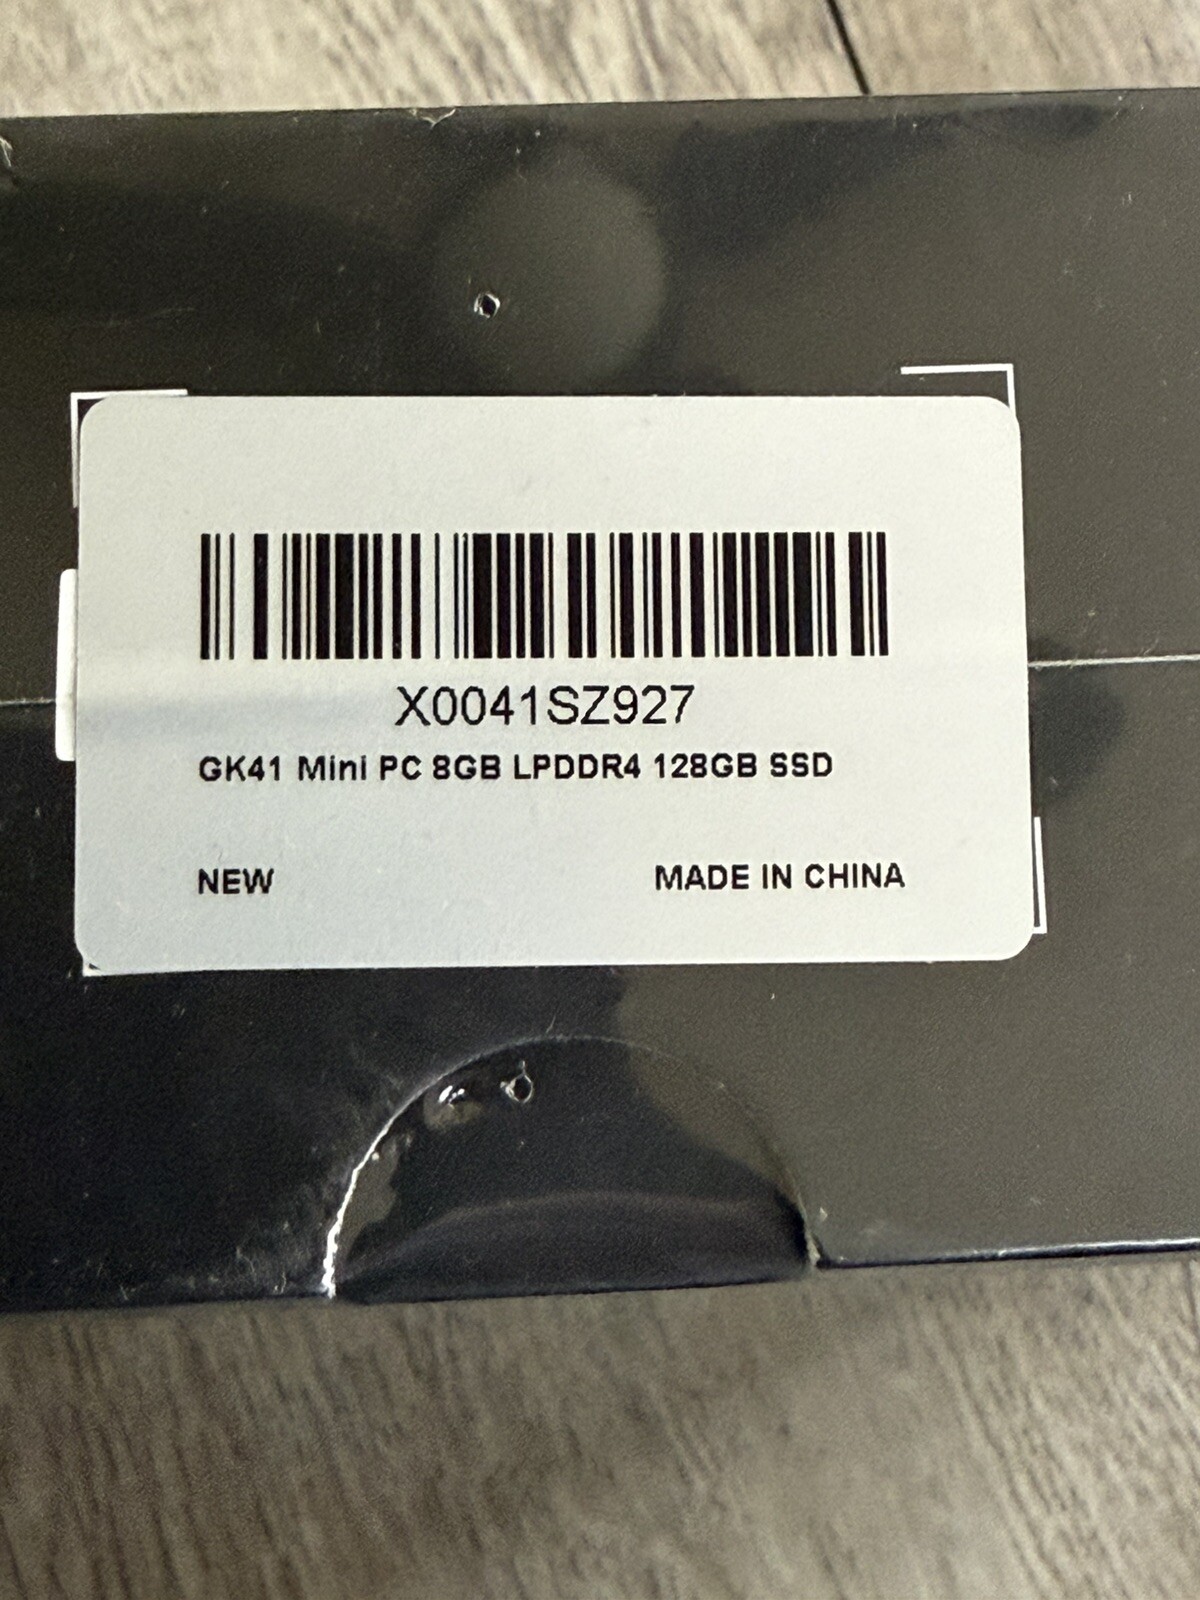 X0041SZ927
GK41 Mini PC 8GB LPDDR4 128GB SSD
NEW
MADE IN CHINA